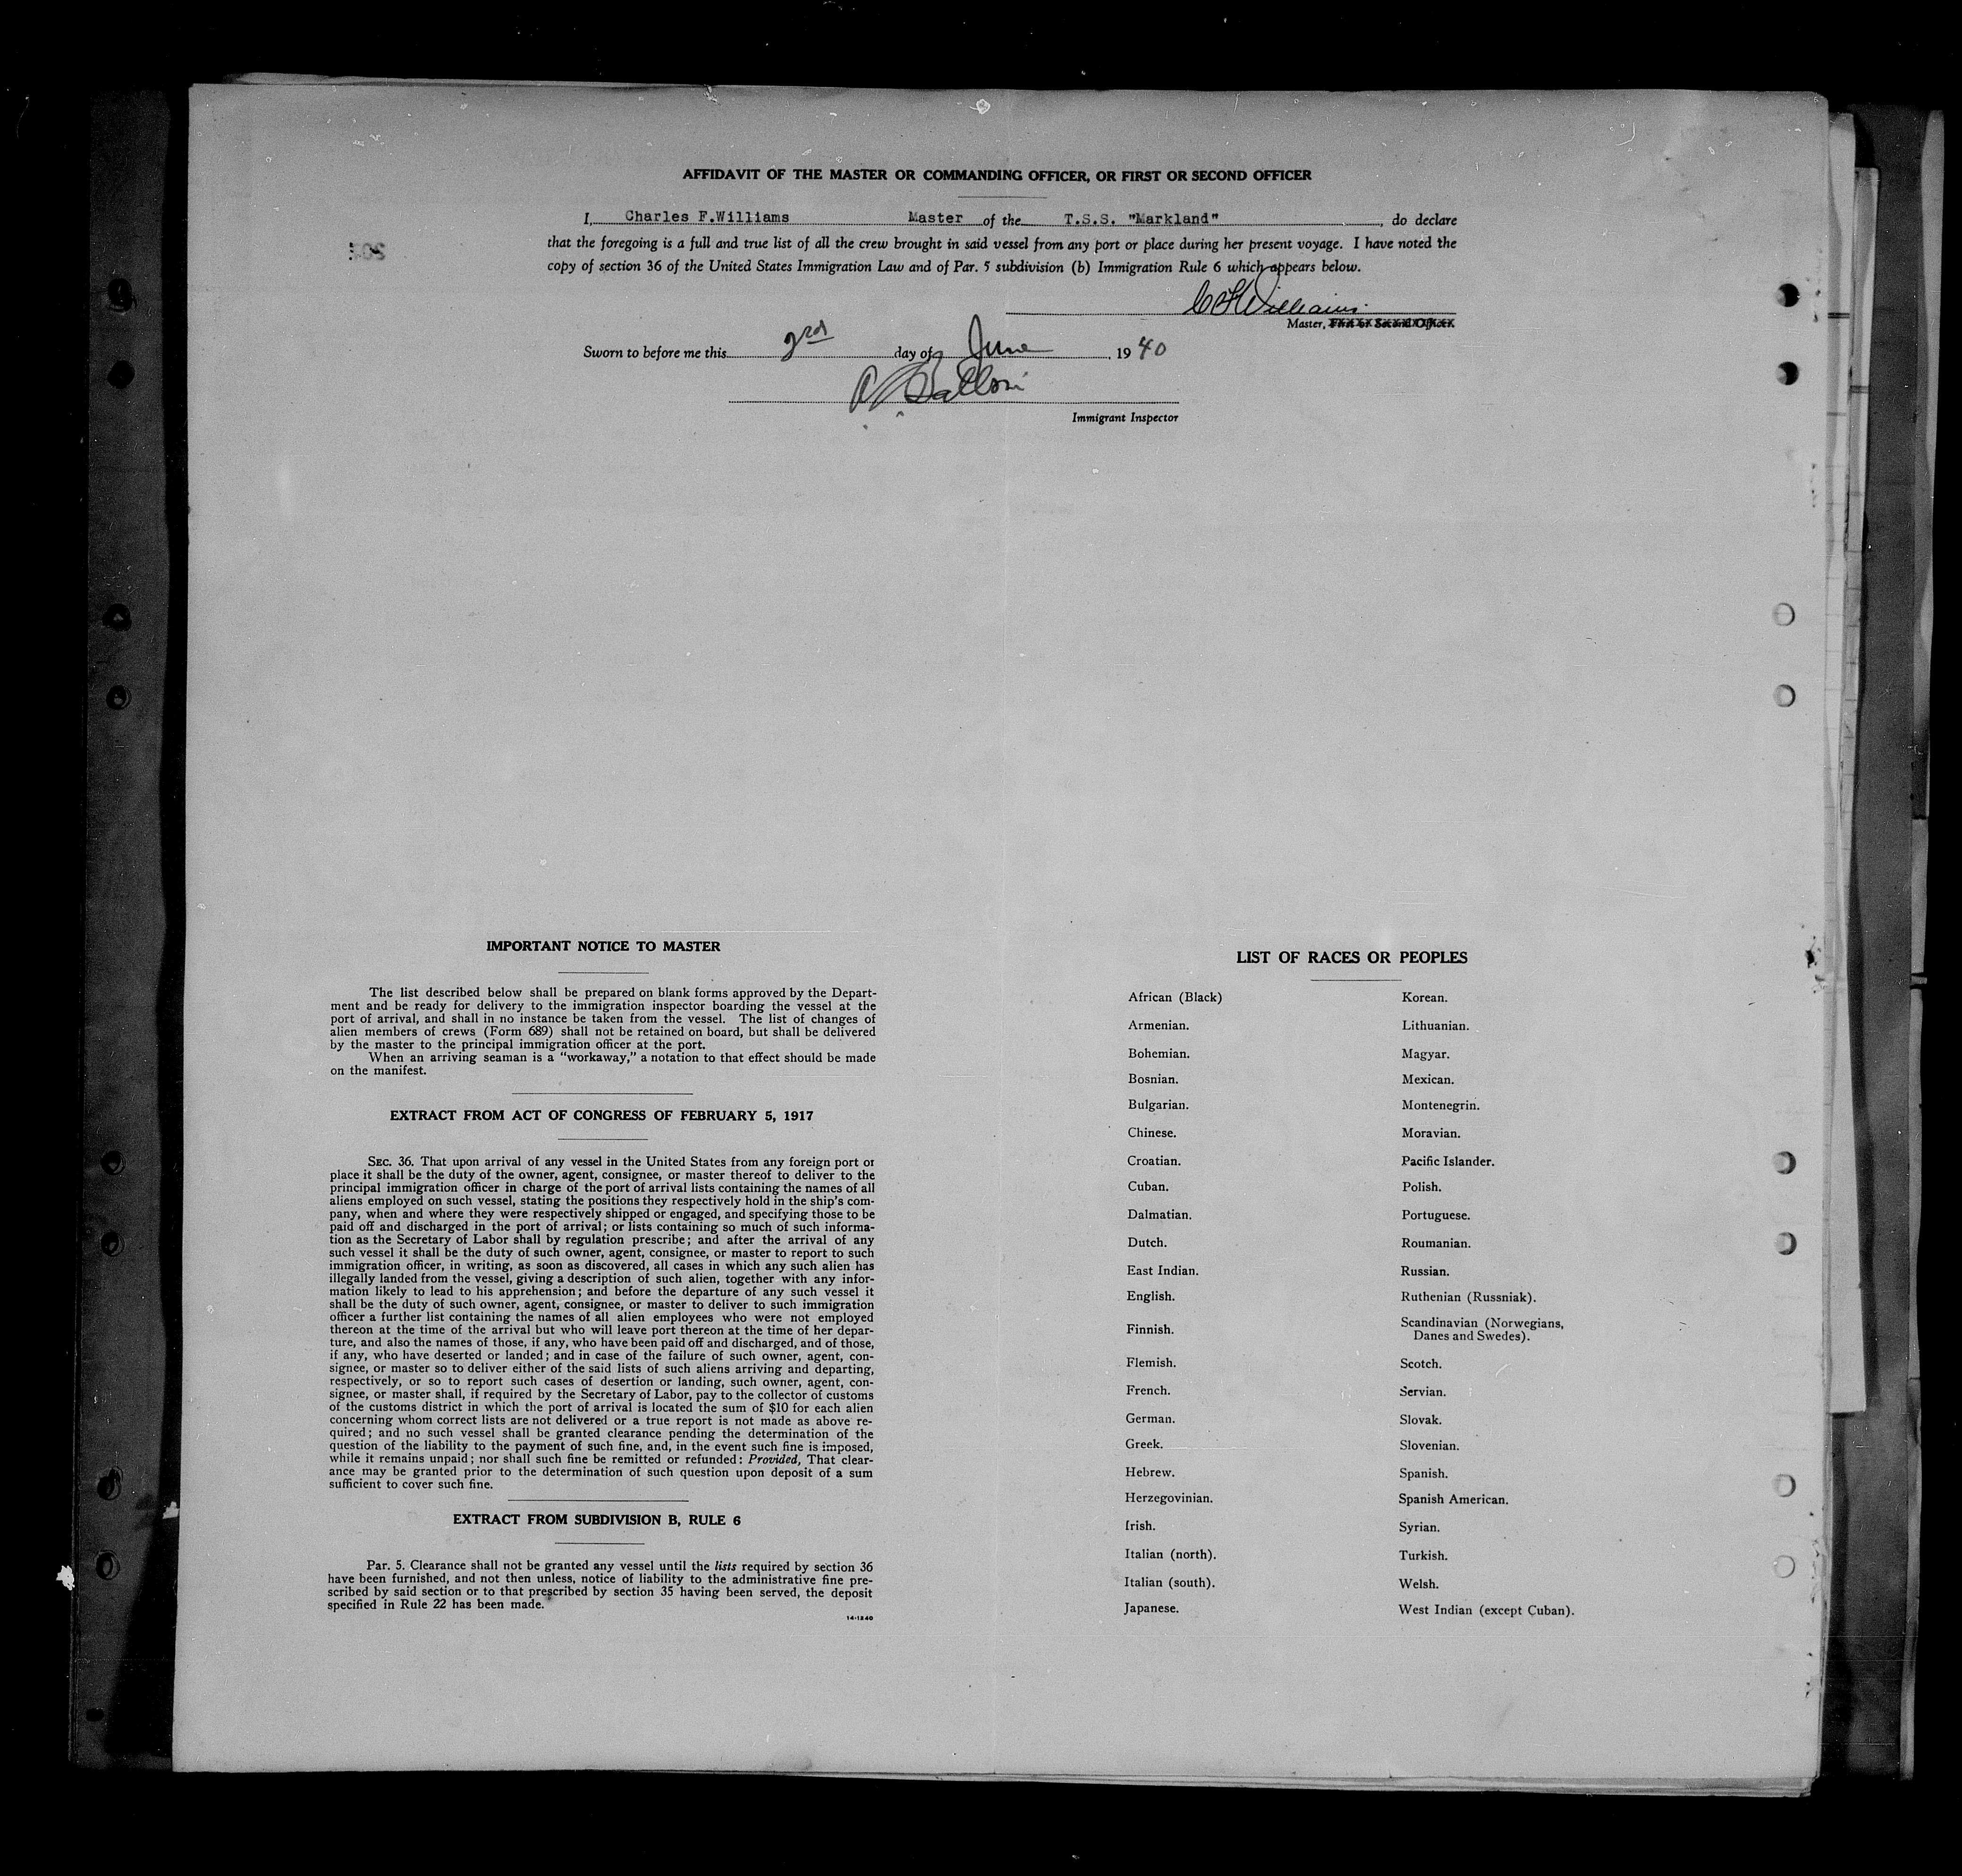 AFFIDAVIT OF THE MASTER OR COMMANDING OFFICER, OR FIRST OR SECOND OFFICER
I, Charles F.Williams Master of the T.S.S. "Markland" , do declare
that the foregoing is a full and true list of all the crew brought in said vessel from any port or place during her present voyage. I have noted the
copy of section 36 of the United States Immigration Law and of Par. 5 subdivision (b) Immigration Rule 6 which appears below.
C F Williams
Master, First or Second Officer.
Sworn to before me this 3rd day of June , 19 40
Immigrant Inspector
IMPORTANT NOTICE TO MASTER
The list described below shall be prepared on blank forms approved by the Depart-
ment and be ready for delivery to the immigration inspector boarding the vessel at the
port of arrival, and shall in no instance be taken from the vessel. The list of changes of
alien members of crews (Form 689) shall not be retained on board, but shall be delivered
by the master to the principal immigration officer at the port.
When an arriving seaman is a "workaway," a notation to that effect should be made
on the manifest.
EXTRACT FROM ACT OF CONGRESS OF FEBRUARY 5, 1917
SEC. 36. That upon arrival of any vessel in the United States from any foreign port or
place it shall be the duty of the owner, agent, consignee, or master thereof to deliver to the
principal immigration officer in charge of the port of arrival lists containing the names of all
aliens employed on such vessel, stating the positions they respectively hold in the ship's com-
pany, when and where they were respectively shipped or engaged, and specifying those to be
paid off and discharged in the port of arrival; or lists containing so much of such informa-
tion as the Secretary of Labor shall by regulation prescribe; and after the arrival of any
such vessel it shall be the duty of such owner, agent, consignee, or master to report to such
immigration officer, in writing, as soon as discovered, all cases in which any such alien has
illegally landed from the vessel, giving a description of such alien, together with any infor-
mation likely to lead to his apprehension; and before the departure of any such vessel it
shall be the duty of such owner, agent, consignee, or master to deliver to such immigration
officer a further list containing the names of all alien employees who were not employed
thereon at the time of the arrival but who will leave port thereon at the time of her depar-
ture, and also the names of those, if any, who have been paid off and discharged, and of those,
if any, who have deserted or landed; and in case of the failure of such owner, agent, con-
signee, or master so to deliver either of the said lists of such aliens arriving and departing,
respectively, or so to report such cases of desertion or landing, such owner, agent, con-
signee, or master shall, if required by the Secretary of Labor, pay to the collector of customs
of the customs district in which the port of arrival is located the sum of $10 for each alien
concerning whom correct lists are not delivered or a true report is not made as above re-
quired; and no such vessel shall be granted clearance pending the determination of the
question of the liability to the payment of such fine, and, in the event such fine is imposed,
while it remains unpaid; nor shall such fine be remitted or refunded: Provided, That clear-
ance may be granted prior to the determination of such question upon deposit of a sum
sufficient to cover such fine.
EXTRACT FROM SUBDIVISION B, RULE 6
Par. 5. Clearance shall not be granted any vessel until the lists required by section 36
have been furnished, and not then unless, notice of liability to the administrative fine pre-
scribed by said section or to that prescribed by section 35 having been served, the deposit
specified in Rule 22 has been made.
14-1240
LIST OF RACES OR PEOPLES
African (Black)
Armenian.
Bohemian.
Bosnian.
Bulgarian.
Chinese.
Croatian.
Cuban.
Dalmatian.
Dutch.
East Indian.
English.
Finnish.
Flemish.
French.
German.
Greek.
Hebrew.
Herzegovinian.
Irish.
Italian (north).
Italian (south).
Japanese.
Korean.
Lithuanian.
Magyar.
Mexican.
Montenegrin.
Moravian.
Pacific Islander.
Polish.
Portuguese.
Roumanian.
Russian.
Ruthenian (Russniak).
Scandinavian (Norwegians,
Danes and Swedes).
Scotch.
Servian.
Slovak.
Slovenian.
Spanish.
Spanish American.
Syrian.
Turkish.
Welsh.
West Indian (except Cuban).